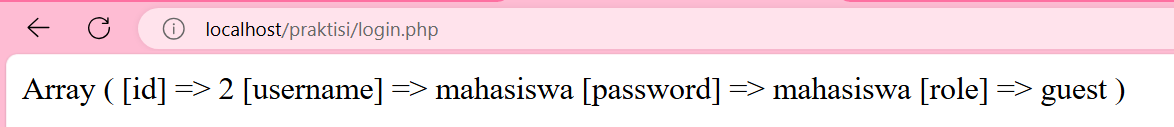 localhost/praktisi/login.php
Array ( [id] => 2 [username] => mahasiswa [password] => mahasiswa [role] => guest )